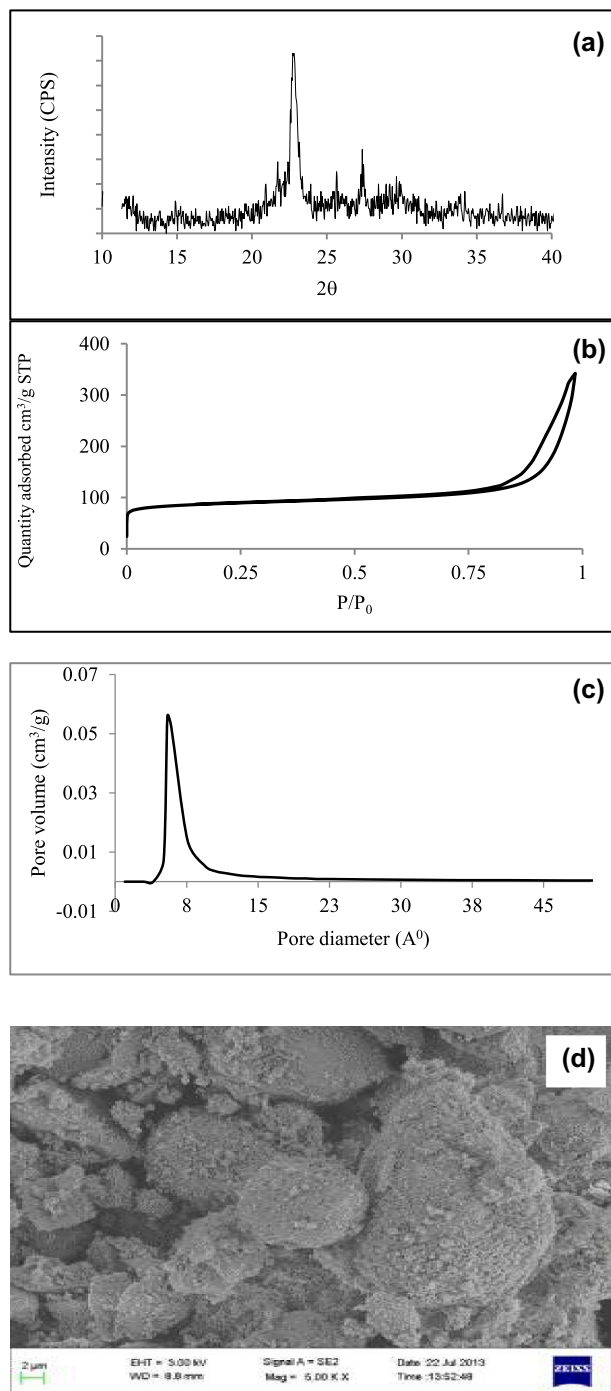 (a)
Intensity (CPS)
10 15 20 25 30 35 40
2θ
(b)
Quantity adsorbed cm³/g STP
400
300
200
100
0
0 0.25 0.5 0.75 1
P/P₀
(c)
Pore volume (cm³/g)
0.07
0.05
0.03
0.01
-0.01
0 8 15 23 30 38 45
Pore diameter (A⁰)
(d)
2 µm
EHT = 3.00 kV Signal A = SE2 Date :22 Jul 2013
WD = 8.8 mm Mag = 5.00 K X Time :13:52:48
ZEISS